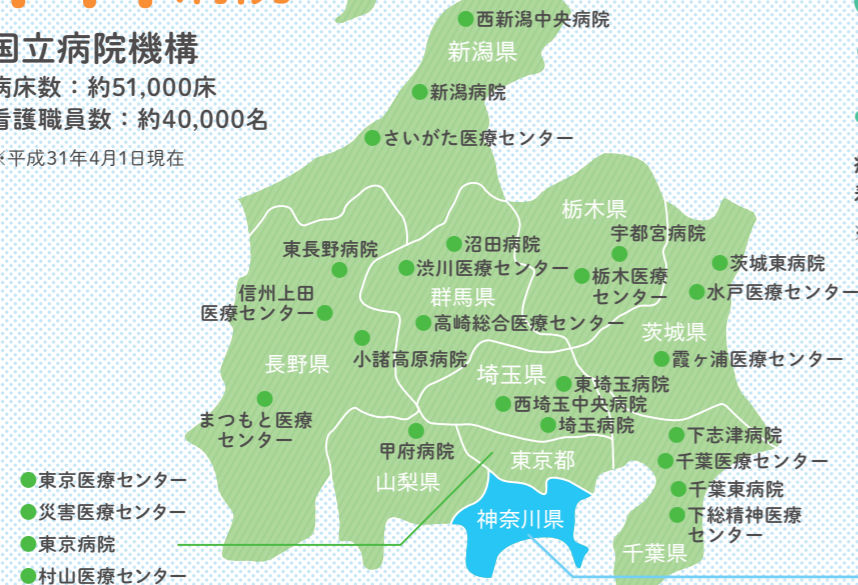 国立病院機構
病床数：約51,000床
看護職員数：約40,000名
※平成31年4月1日現在
西新潟中央病院
新潟県
新潟病院
さいがた医療センター
栃木県
宇都宮病院
東長野病院
沼田病院
渋川医療センター
栃木医療
センター
茨城東病院
水戸医療センター
信州上田
医療センター
群馬県
高崎総合医療センター
茨城県
長野県
小諸高原病院
霞ヶ浦医療センター
埼玉県
東埼玉病院
西埼玉中央病院
埼玉病院
まつもと医療
センター
甲府病院
山梨県
東京都
下志津病院
千葉医療センター
千葉東病院
下総精神医療
センター
千葉県
神奈川県
東京医療センター
災害医療センター
東京病院
村山医療センター